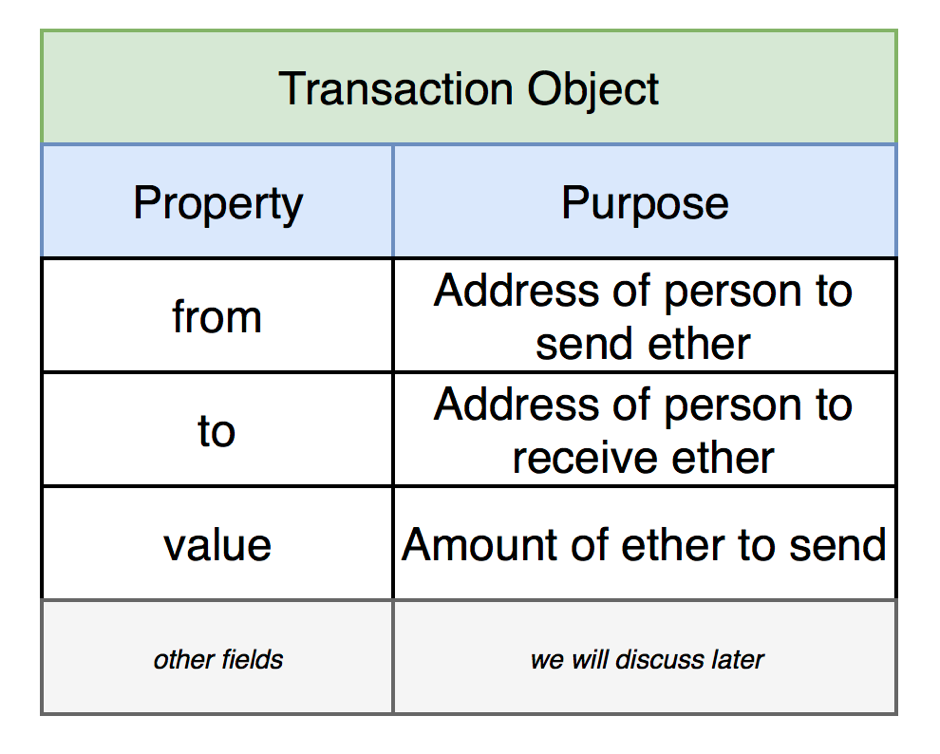 Transaction Object
Property
Purpose
from
Address of person to
send ether
to
Address of person to
receive ether
value
Amount of ether to send
other fields
we will discuss later